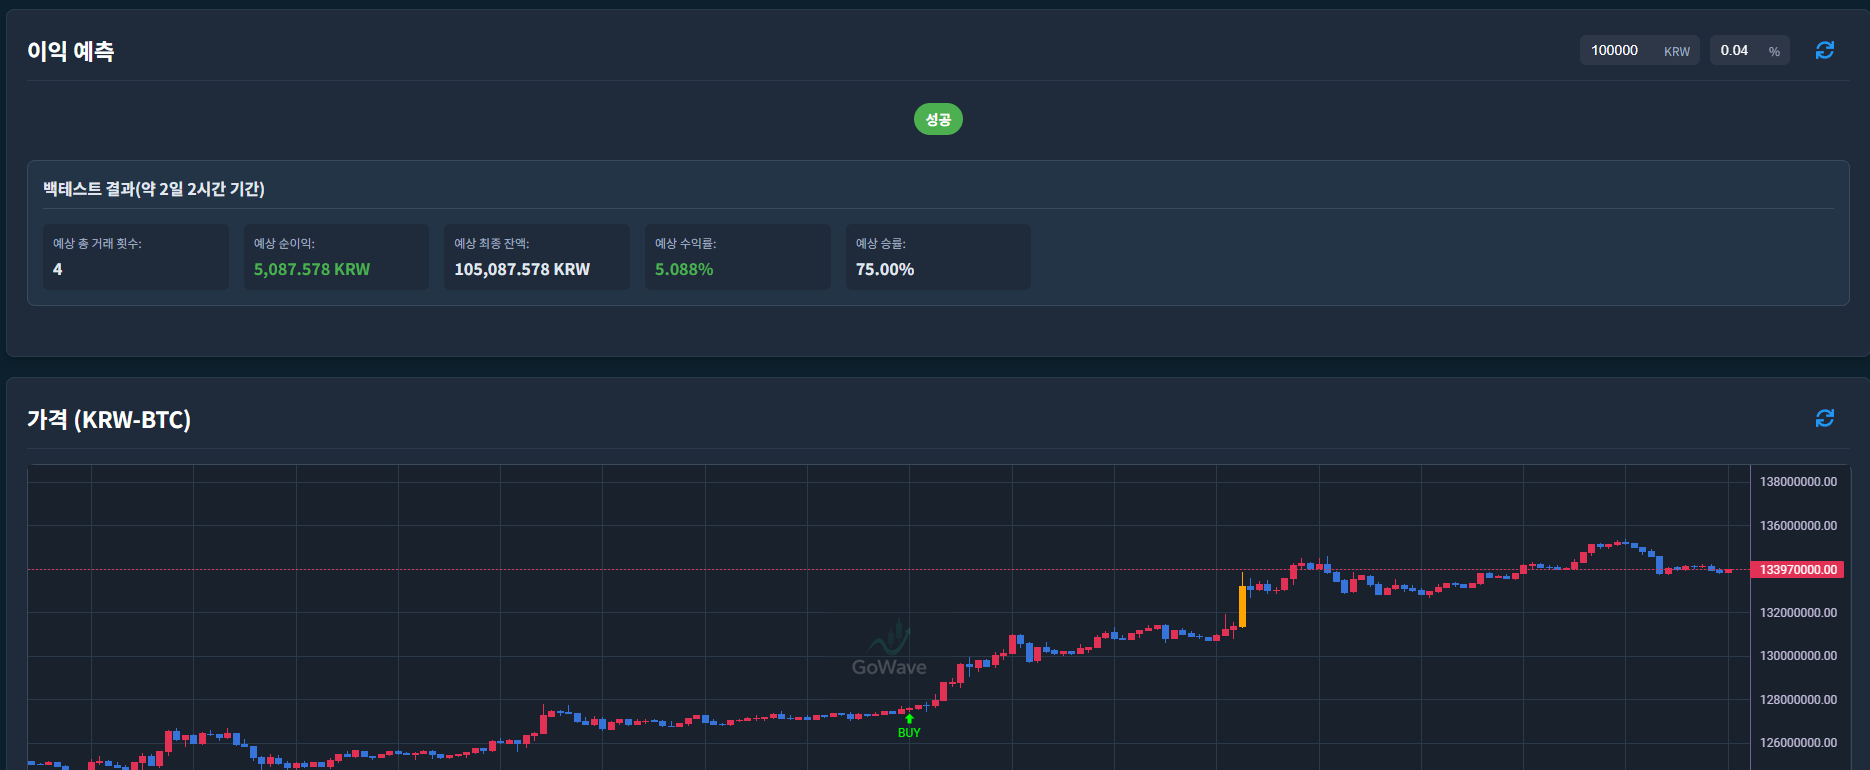 이익 예측
100000 KRW 0.04 %
성공
백테스트 결과(약 2일 2시간 기간)
예상 총 거래 횟수: 예상 순이익: 예상 최종 잔액: 예상 수익률: 예상 승률:
4 5,087.578 KRW 105,087.578 KRW 5.088% 75.00%
가격 (KRW-BTC)
138000000.00
136000000.00
133970000.00
132000000.00
130000000.00
GoWave
128000000.00
BUY
126000000.00